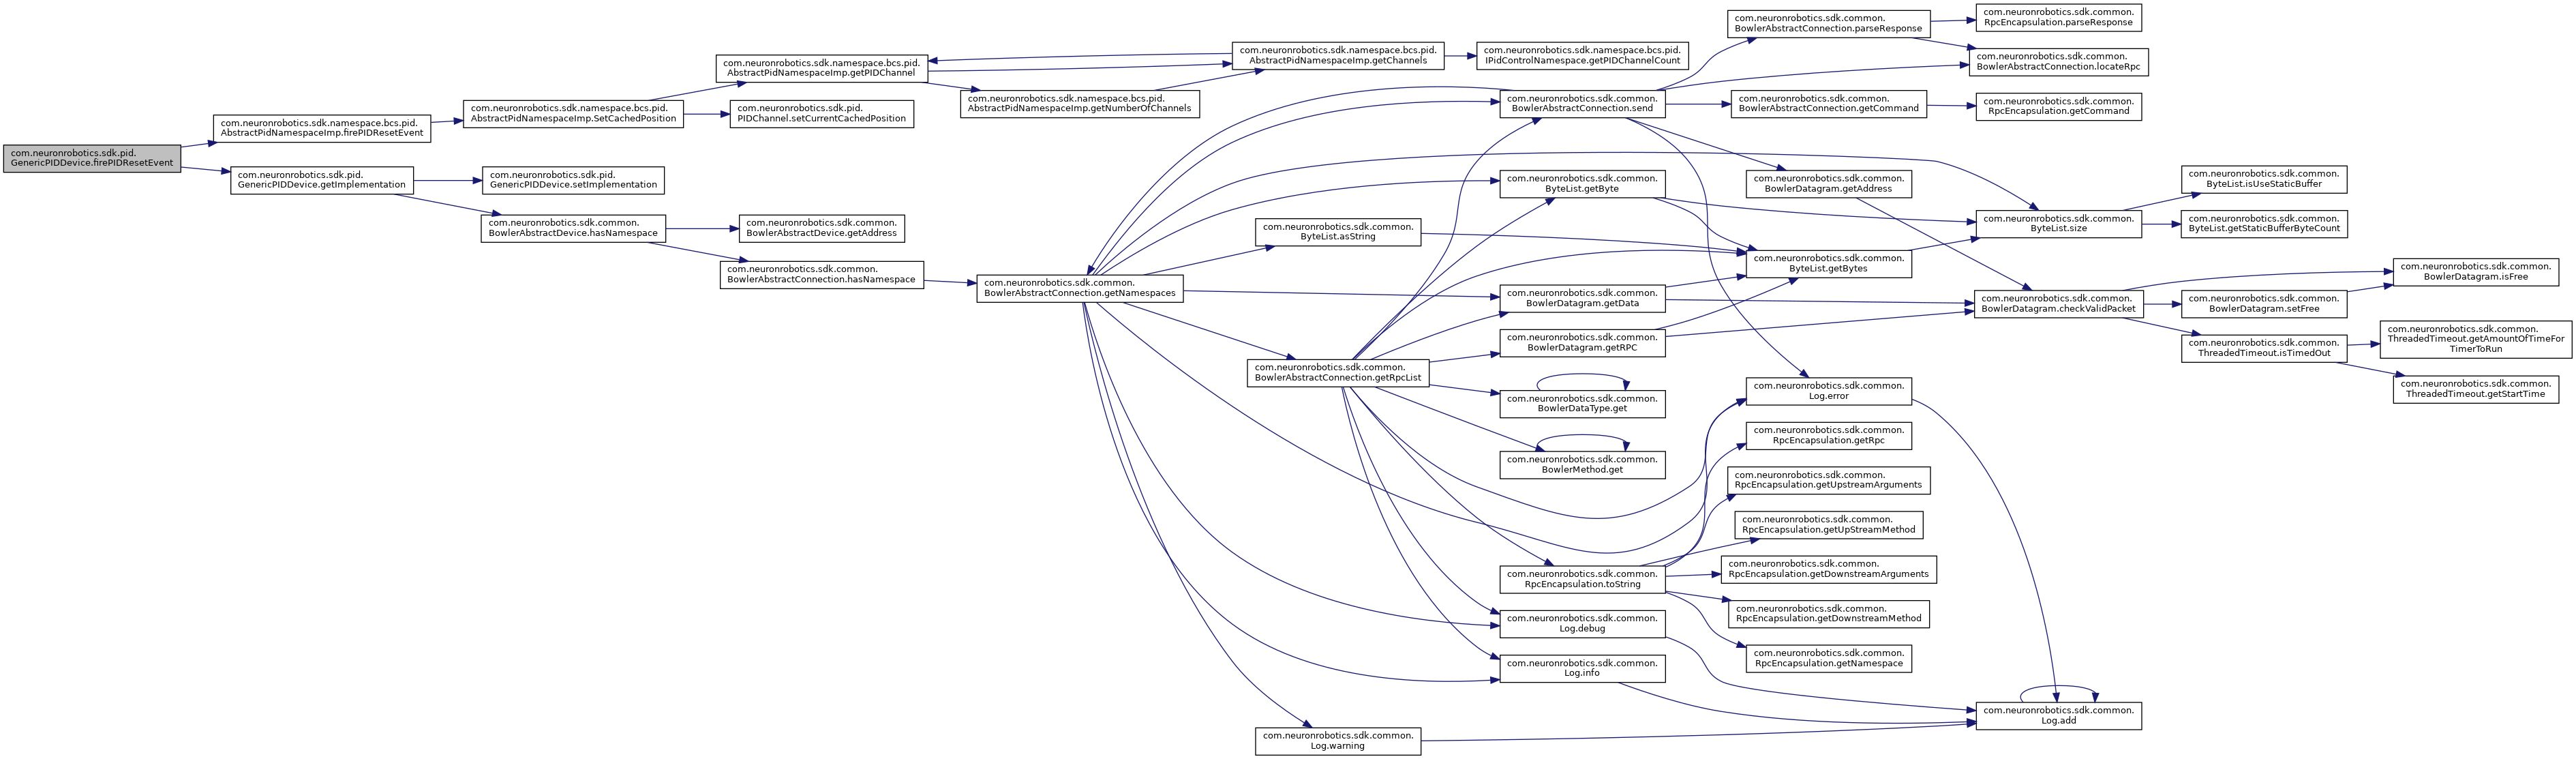 com.neuronrobotics.sdk.pid.
GenericPIDDevice.firePIDResetEvent
com.neuronrobotics.sdk.namespace.bcs.pid.
AbstractPidNamespaceImp.firePIDResetEvent
com.neuronrobotics.sdk.pid.
GenericPIDDevice.getImplementation
com.neuronrobotics.sdk.namespace.bcs.pid.
AbstractPidNamespaceImp.SetCachedPosition
com.neuronrobotics.sdk.pid.
GenericPIDDevice.setImplementation
com.neuronrobotics.sdk.common.
BowlerAbstractDevice.hasNamespace
com.neuronrobotics.sdk.namespace.bcs.pid.
AbstractPidNamespaceImp.getPIDChannel
com.neuronrobotics.sdk.pid.
PIDChannel.setCurrentCachedPosition
com.neuronrobotics.sdk.common.
BowlerAbstractDevice.getAddress
com.neuronrobotics.sdk.common.
BowlerAbstractConnection.hasNamespace
com.neuronrobotics.sdk.namespace.bcs.pid.
AbstractPidNamespaceImp.getNumberOfChannels
com.neuronrobotics.sdk.common.
BowlerAbstractConnection.getNamespaces
com.neuronrobotics.sdk.namespace.bcs.pid.
AbstractPidNamespaceImp.getChannels
com.neuronrobotics.sdk.common.
ByteList.asString
com.neuronrobotics.sdk.common.
BowlerAbstractConnection.getRpcList
com.neuronrobotics.sdk.common.
Log.warning
com.neuronrobotics.sdk.namespace.bcs.pid.
IPidControlNamespace.getPIDChannelCount
com.neuronrobotics.sdk.common.
BowlerAbstractConnection.send
com.neuronrobotics.sdk.common.
ByteList.getByte
com.neuronrobotics.sdk.common.
BowlerDatagram.getData
com.neuronrobotics.sdk.common.
BowlerDatagram.getRPC
com.neuronrobotics.sdk.common.
BowlerDataType.get
com.neuronrobotics.sdk.common.
BowlerMethod.get
com.neuronrobotics.sdk.common.
RpcEncapsulation.toString
com.neuronrobotics.sdk.common.
Log.debug
com.neuronrobotics.sdk.common.
Log.info
com.neuronrobotics.sdk.common.
BowlerAbstractConnection.parseResponse
com.neuronrobotics.sdk.common.
BowlerAbstractConnection.getCommand
com.neuronrobotics.sdk.common.
BowlerDatagram.getAddress
com.neuronrobotics.sdk.common.
ByteList.getBytes
com.neuronrobotics.sdk.common.
Log.error
com.neuronrobotics.sdk.common.
RpcEncapsulation.getRpc
com.neuronrobotics.sdk.common.
RpcEncapsulation.getUpstreamArguments
com.neuronrobotics.sdk.common.
RpcEncapsulation.getUpStreamMethod
com.neuronrobotics.sdk.common.
RpcEncapsulation.getDownstreamArguments
com.neuronrobotics.sdk.common.
RpcEncapsulation.getDownstreamMethod
com.neuronrobotics.sdk.common.
RpcEncapsulation.getNamespace
com.neuronrobotics.sdk.common.
RpcEncapsulation.parseResponse
com.neuronrobotics.sdk.common.
BowlerAbstractConnection.locateRpc
com.neuronrobotics.sdk.common.
RpcEncapsulation.getCommand
com.neuronrobotics.sdk.common.
ByteList.size
com.neuronrobotics.sdk.common.
BowlerDatagram.checkValidPacket
com.neuronrobotics.sdk.common.
Log.add
com.neuronrobotics.sdk.common.
ByteList.isUseStaticBuffer
com.neuronrobotics.sdk.common.
ByteList.getStaticBufferByteCount
com.neuronrobotics.sdk.common.
BowlerDatagram.setFree
com.neuronrobotics.sdk.common.
ThreadedTimeout.isTimedOut
com.neuronrobotics.sdk.common.
BowlerDatagram.isFree
com.neuronrobotics.sdk.common.
ThreadedTimeout.getAmountOfTimeFor
TimerToRun
com.neuronrobotics.sdk.common.
ThreadedTimeout.getStartTime